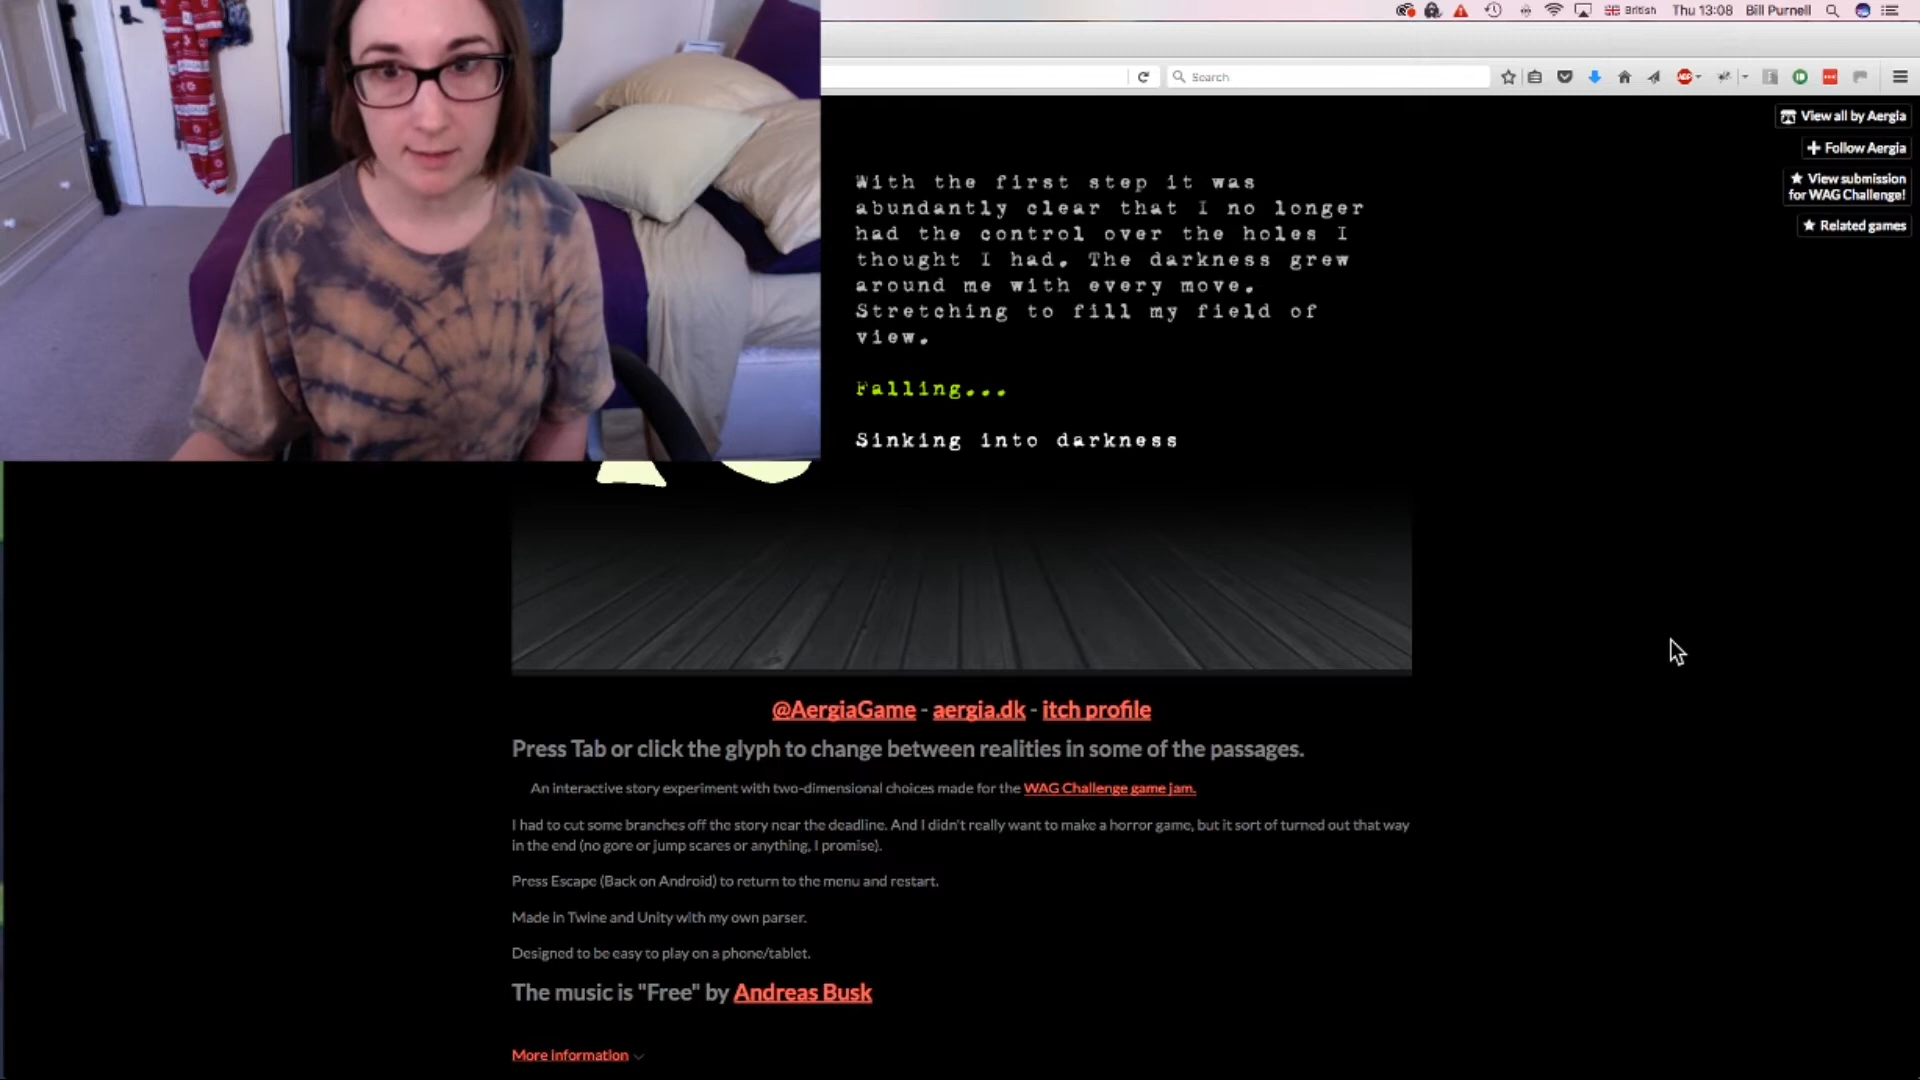 British Thu 13:08 Bill Purnell
Search
ABP
View all by Aergia
Follow Aergia
View submission
for WAG Challenge!
Related games
With the first step it was
abundantly clear that I no longer
had the control over the holes I
thought I had. The darkness grew
around me with every move.
Stretching to fill my field of
view.
Falling...
Sinking into darkness
@AergiaGame - aergia.dk - itch profile
Press Tab or click the glyph to change between realities in some of the passages.
An interactive story experiment with two-dimensional choices made for the WAG Challenge game jam.
I had to cut some branches off the story near the deadline. And I didn't really want to make a horror game, but it sort of turned out that way
in the end (no gore or jump scares or anything, I promise).
Press Escape (Back on Android) to return to the menu and restart.
Made in Twine and Unity with my own parser.
Designed to be easy to play on a phone/tablet.
The music is "Free" by Andreas Busk
More information